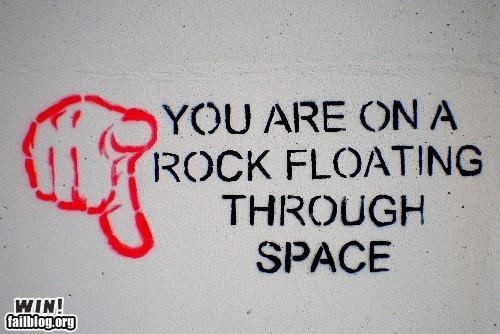 YOU ARE ON A
ROCK FLOATING
THROUGH
SPACE
WIN!
failblog.org